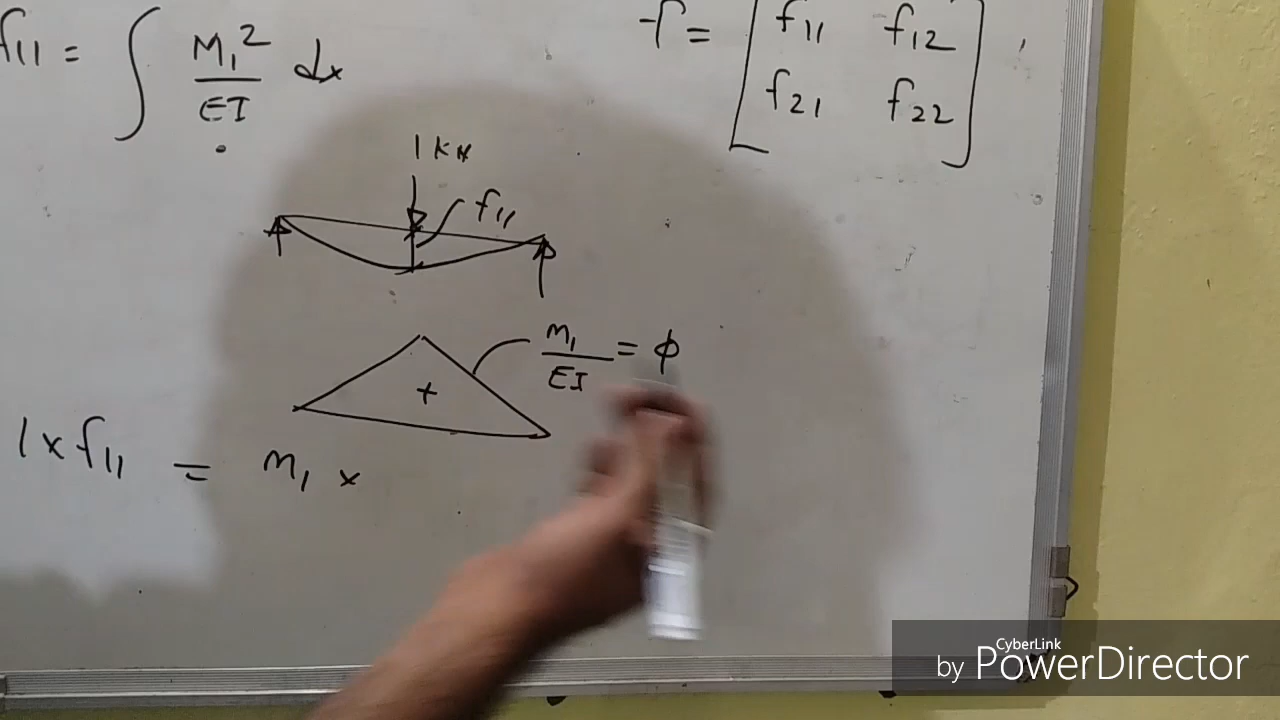 f11 = ∫ M1² / EI dx
f = [ f11 f12
f21 f22 ] ,
1 KN
f11
+
M1 / EI = φ
1 x f11 = M1 x
CyberLink
by PowerDirector